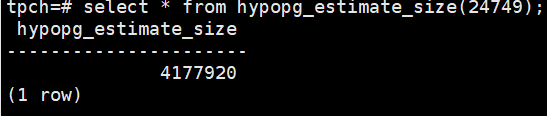 tpch=# select * from hypopg_estimate_size(24749);
 hypopg_estimate_size
----------------------
              4177920
(1 row)